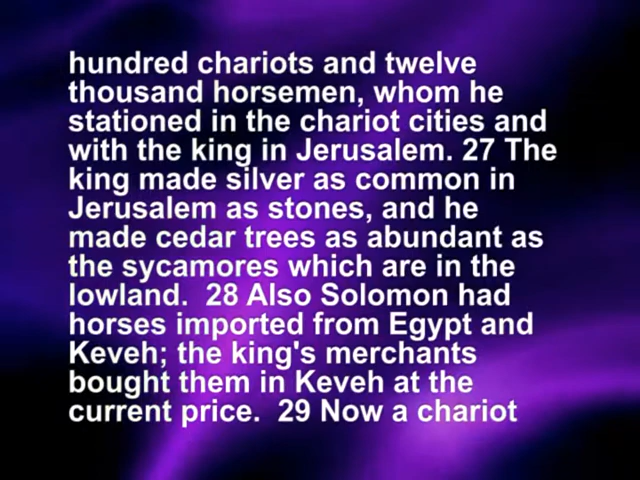 hundred chariots and twelve
thousand horsemen, whom he
stationed in the chariot cities and
with the king in Jerusalem. 27 The
king made silver as common in
Jerusalem as stones, and he
made cedar trees as abundant as
the sycamores which are in the
lowland.  28 Also Solomon had
horses imported from Egypt and
Keveh; the king's merchants
bought them in Keveh at the
current price.  29 Now a chariot